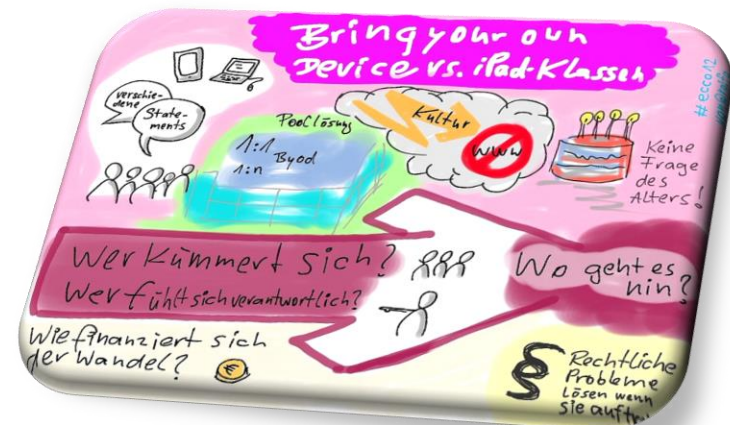 Bring your own
Device vs. iPad-Klassen
#ecco12
verschie-
dene
State-
ments
Poollösung
1:1
Byod
1:n
Kultur
www
Keine
Frage
des
Alters!
Wer kümmert sich?
Wer fühlt sich verantwortlich?
Wo geht es
hin?
Wie finanziert sich
der Wandel?
€
§
Rechtliche
Probleme
lösen wenn
sie